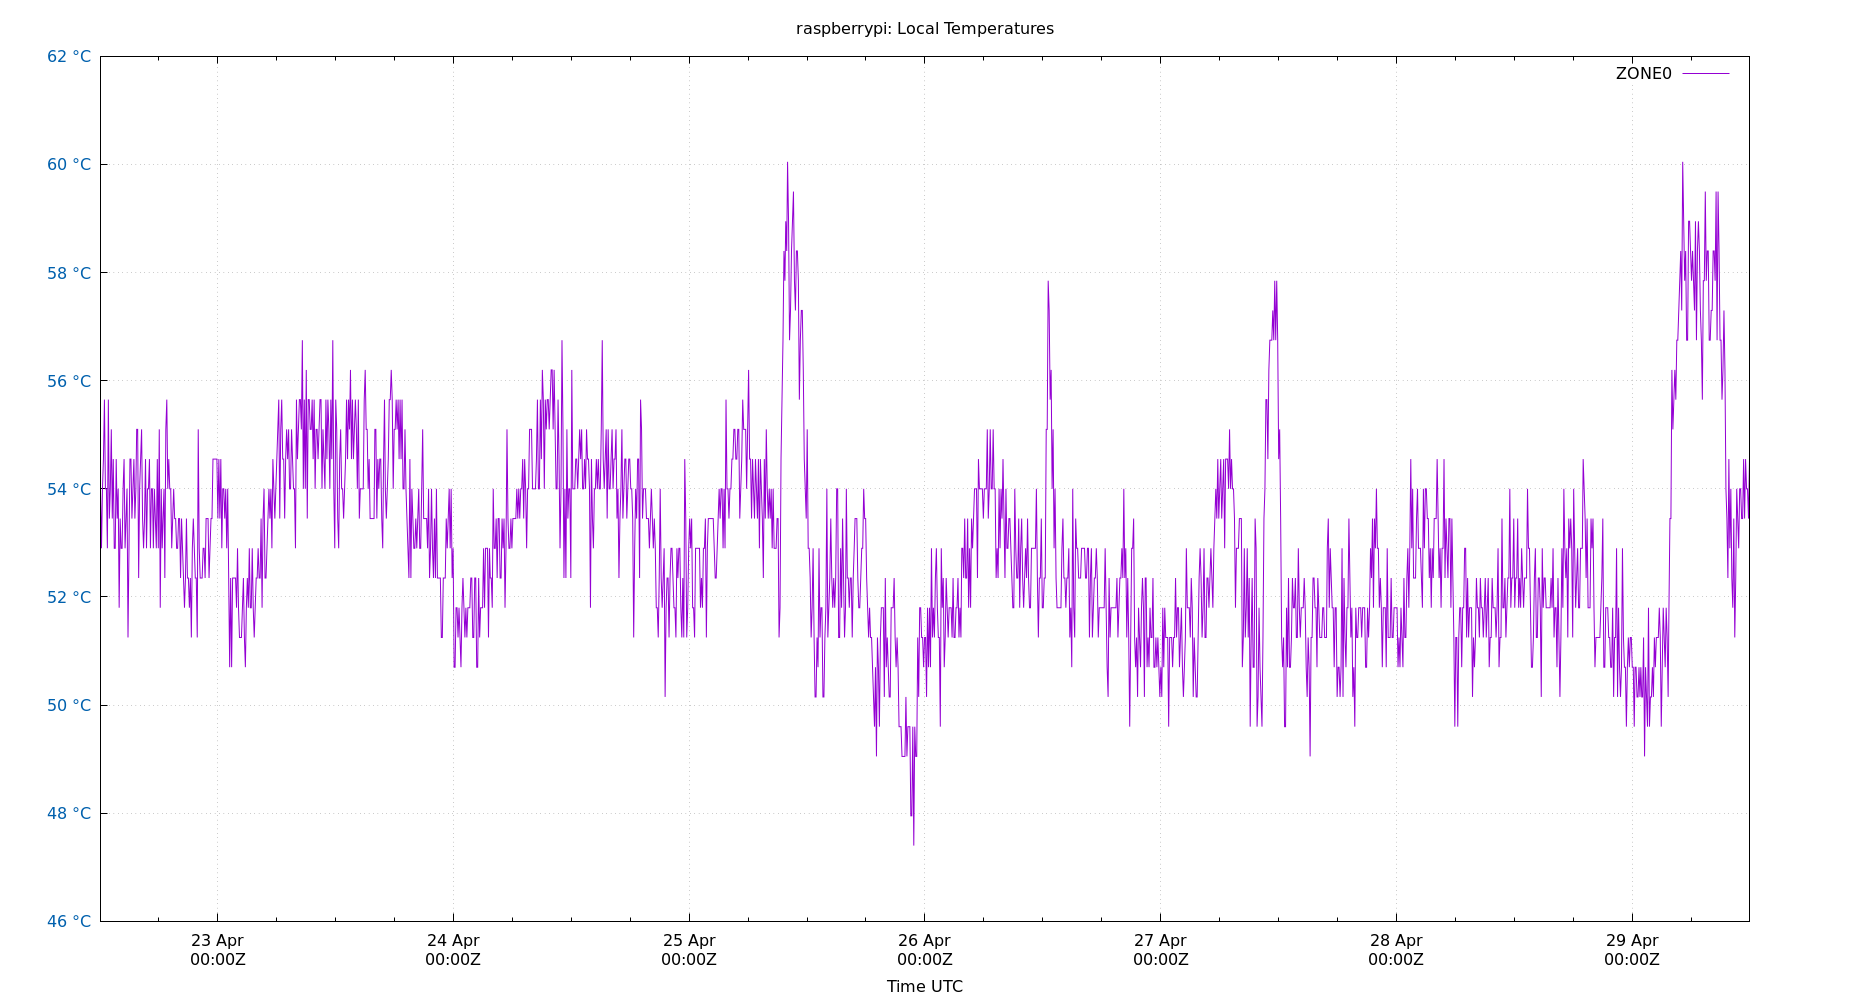 raspberrypi: Local Temperatures
62 °C
ZONE0
60 °C
58 °C
56 °C
54 °C
52 °C
50 °C
48 °C
46 °C
23 Apr 24 Apr 25 Apr 26 Apr 27 Apr 28 Apr 29 Apr
00:00Z 00:00Z 00:00Z 00:00Z 00:00Z 00:00Z 00:00Z
Time UTC